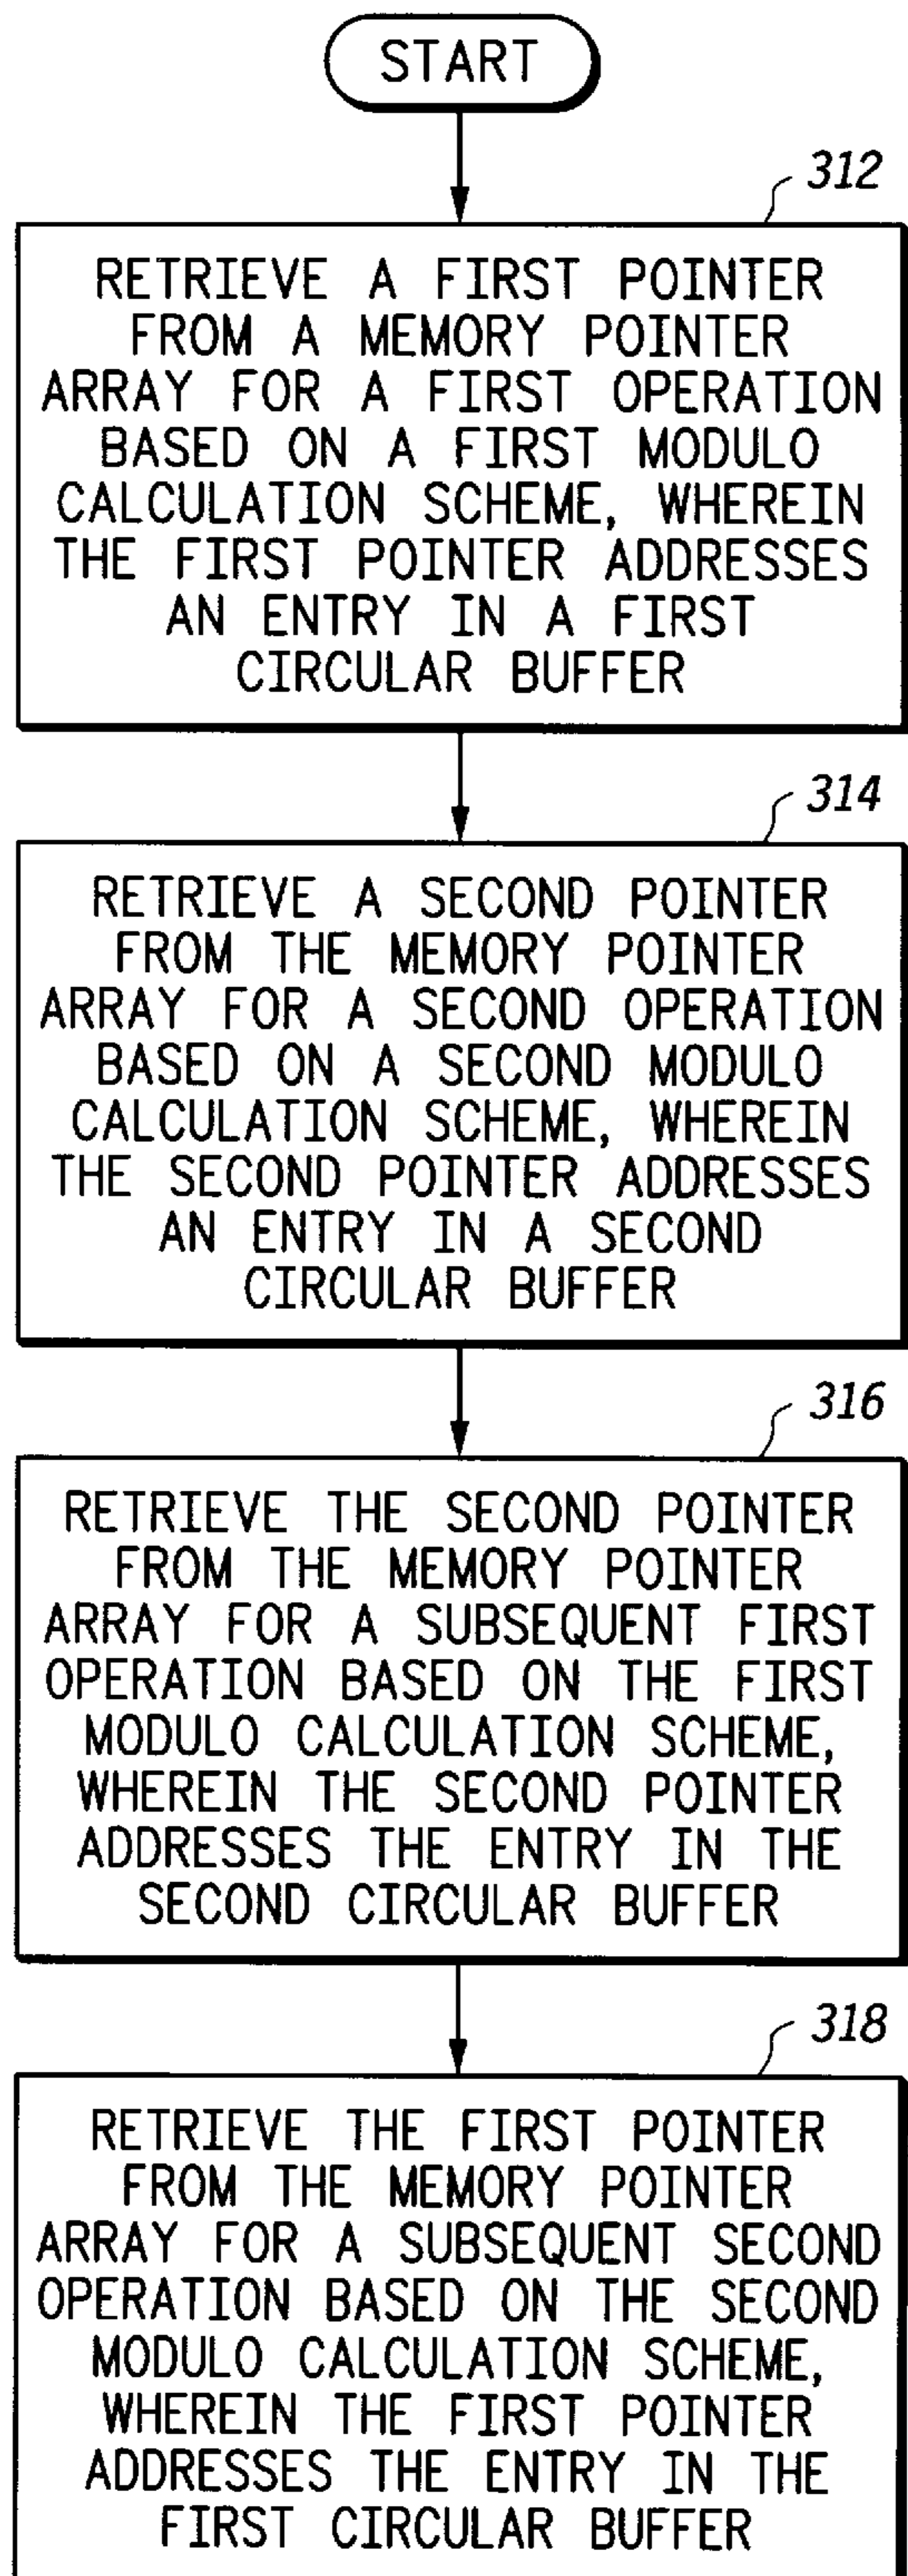 START
312
RETRIEVE A FIRST POINTER
FROM A MEMORY POINTER
ARRAY FOR A FIRST OPERATION
BASED ON A FIRST MODULO
CALCULATION SCHEME, WHEREIN
THE FIRST POINTER ADDRESSES
AN ENTRY IN A FIRST
CIRCULAR BUFFER
314
RETRIEVE A SECOND POINTER
FROM THE MEMORY POINTER
ARRAY FOR A SECOND OPERATION
BASED ON A SECOND MODULO
CALCULATION SCHEME, WHEREIN
THE SECOND POINTER ADDRESSES
AN ENTRY IN A SECOND
CIRCULAR BUFFER
316
RETRIEVE THE SECOND POINTER
FROM THE MEMORY POINTER
ARRAY FOR A SUBSEQUENT FIRST
OPERATION BASED ON THE FIRST
MODULO CALCULATION SCHEME,
WHEREIN THE SECOND POINTER
ADDRESSES THE ENTRY IN THE
SECOND CIRCULAR BUFFER
318
RETRIEVE THE FIRST POINTER
FROM THE MEMORY POINTER
ARRAY FOR A SUBSEQUENT SECOND
OPERATION BASED ON THE SECOND
MODULO CALCULATION SCHEME,
WHEREIN THE FIRST POINTER
ADDRESSES THE ENTRY IN THE
FIRST CIRCULAR BUFFER